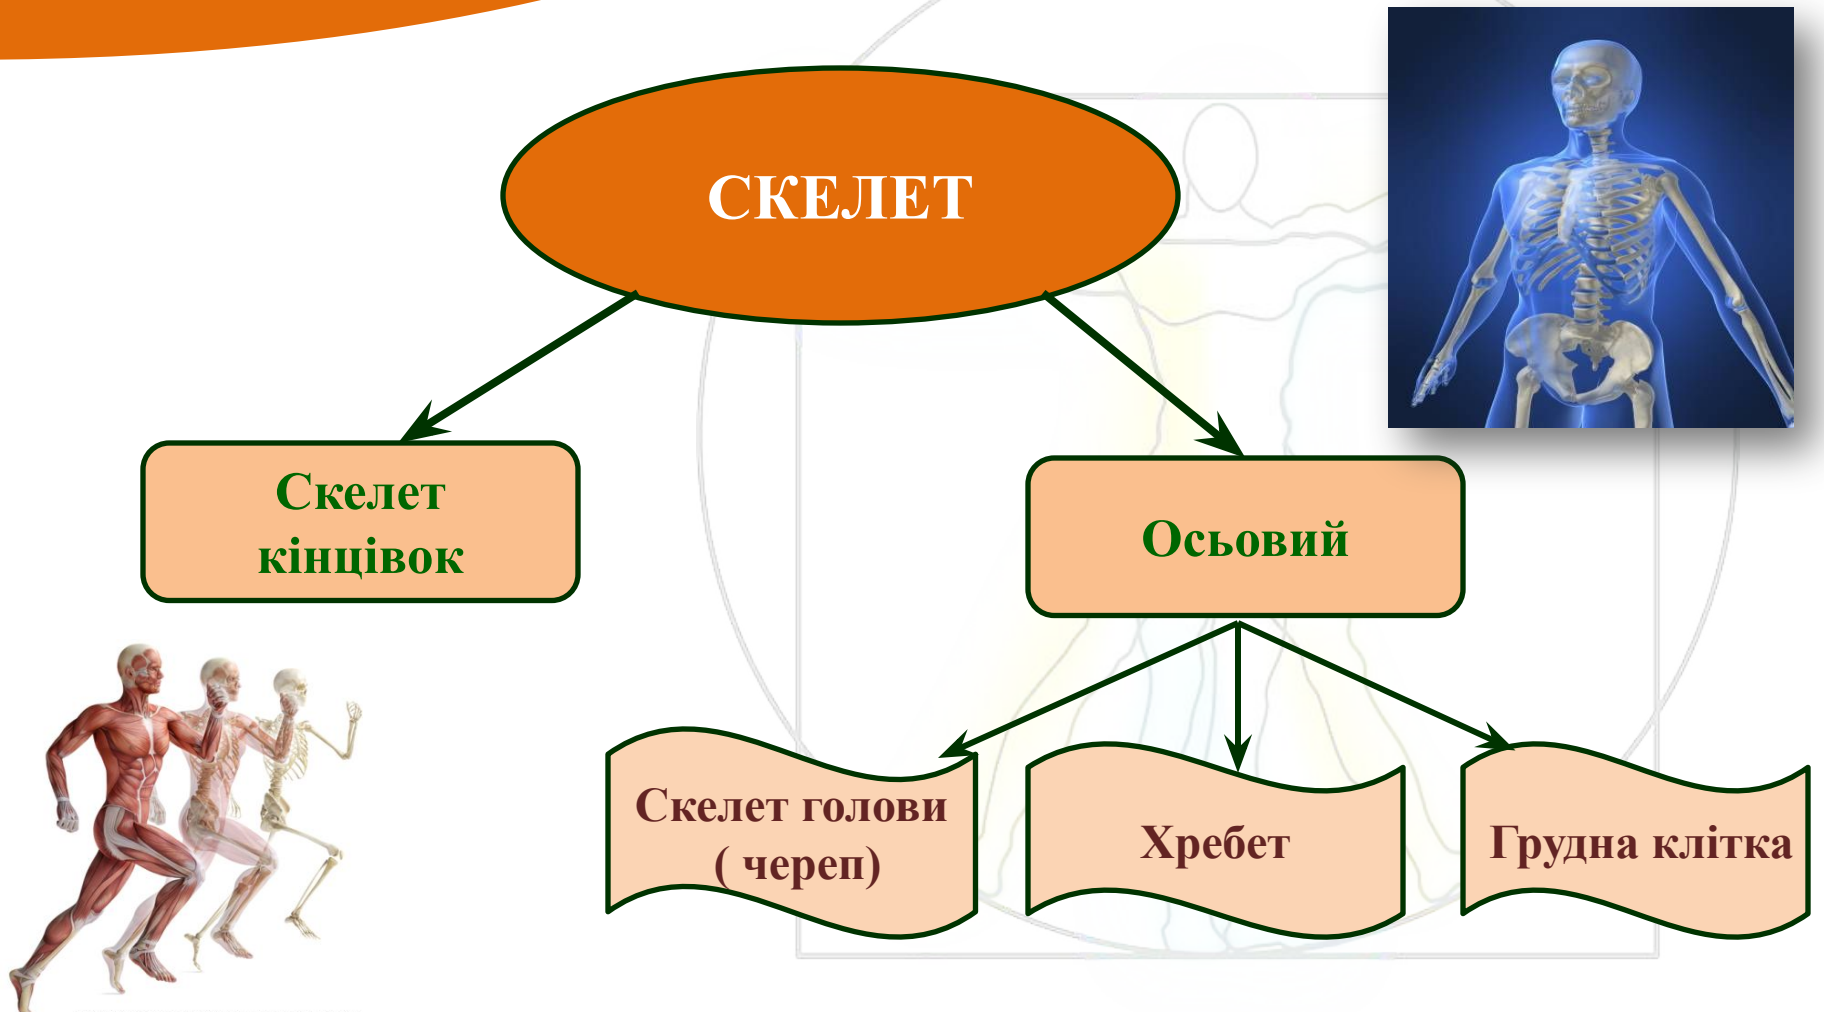 СКЕЛЕТ
Скелет
кінцівок
Осьовий
Скелет голови
( череп)
Хребет
Грудна клітка